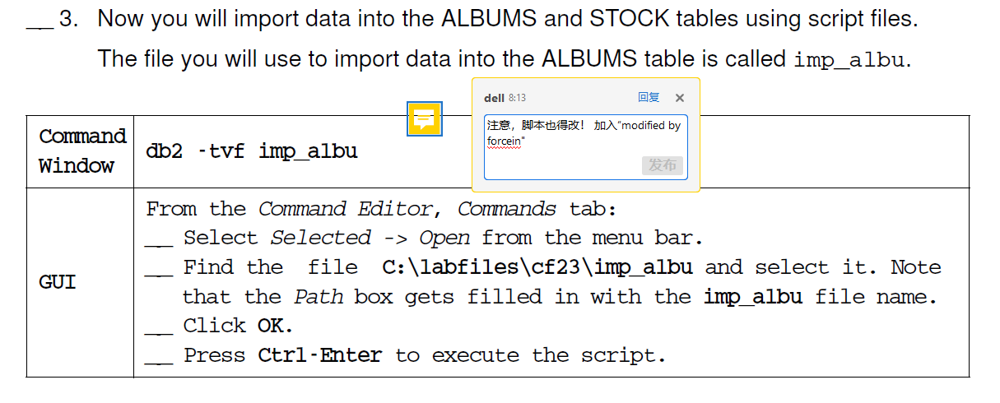 __ 3. Now you will import data into the ALBUMS and STOCK tables using script files.
The file you will use to import data into the ALBUMS table is called imp_albu.
dell 8:13 回复 ×
注意，脚本也得改！ 加入“modified by
forcein"
发布
Command
Window
db2 -tvf imp_albu
GUI
From the Command Editor, Commands tab:
__ Select Selected -> Open from the menu bar.
__ Find the file C:\labfiles\cf23\imp_albu and select it. Note
that the Path box gets filled in with the imp_albu file name.
__ Click OK.
__ Press Ctrl-Enter to execute the script.